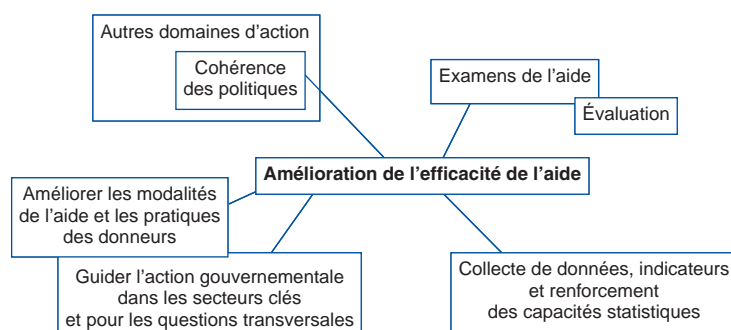 Autres domaines d'action
Cohérence
des politiques
Examens de l'aide
Évaluation
Amélioration de l'efficacité de l'aide
Améliorer les modalités
de l'aide et les pratiques
des donneurs
Guider l'action gouvernementale
dans les secteurs clés
et pour les questions transversales
Collecte de données, indicateurs
et renforcement
des capacités statistiques